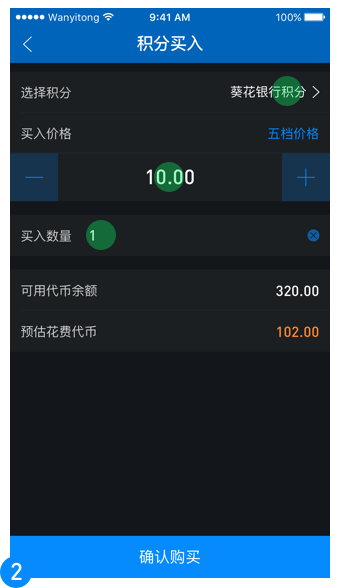 Wanyitong 9:41 AM 100%
积分买入
选择积分 葵花银行积分
买入价格 五档价格
10.00
买入数量 1
可用代币余额 320.00
预估花费代币 102.00
确认购买
2